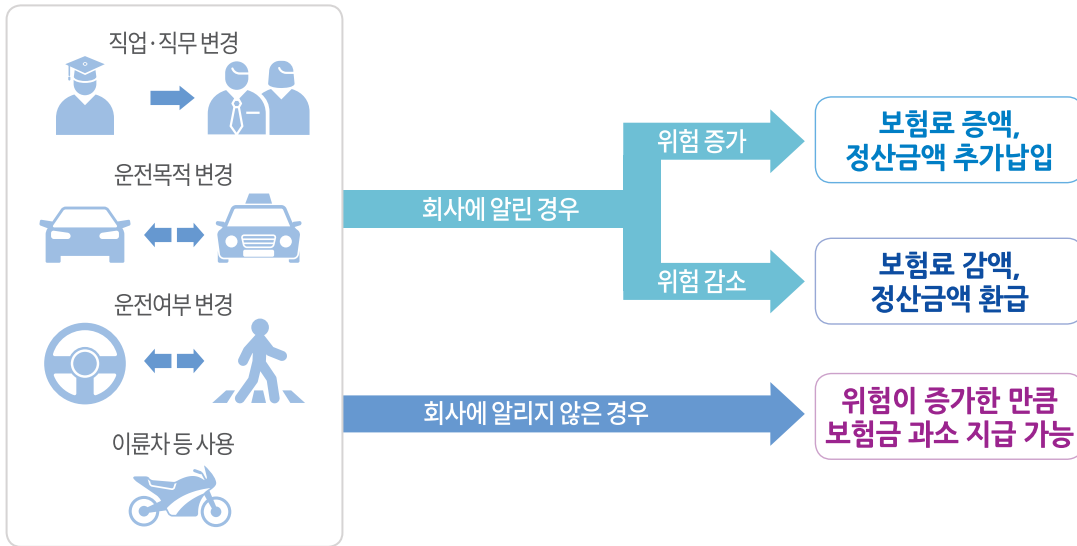 직업·직무 변경
운전목적 변경
운전여부 변경
이륜차 등 사용
회사에 알린 경우
위험 증가
보험료 증액,
정산금액 추가납입
위험 감소
보험료 감액,
정산금액 환급
회사에 알리지 않은 경우
위험이 증가한 만큼
보험금 과소 지급 가능